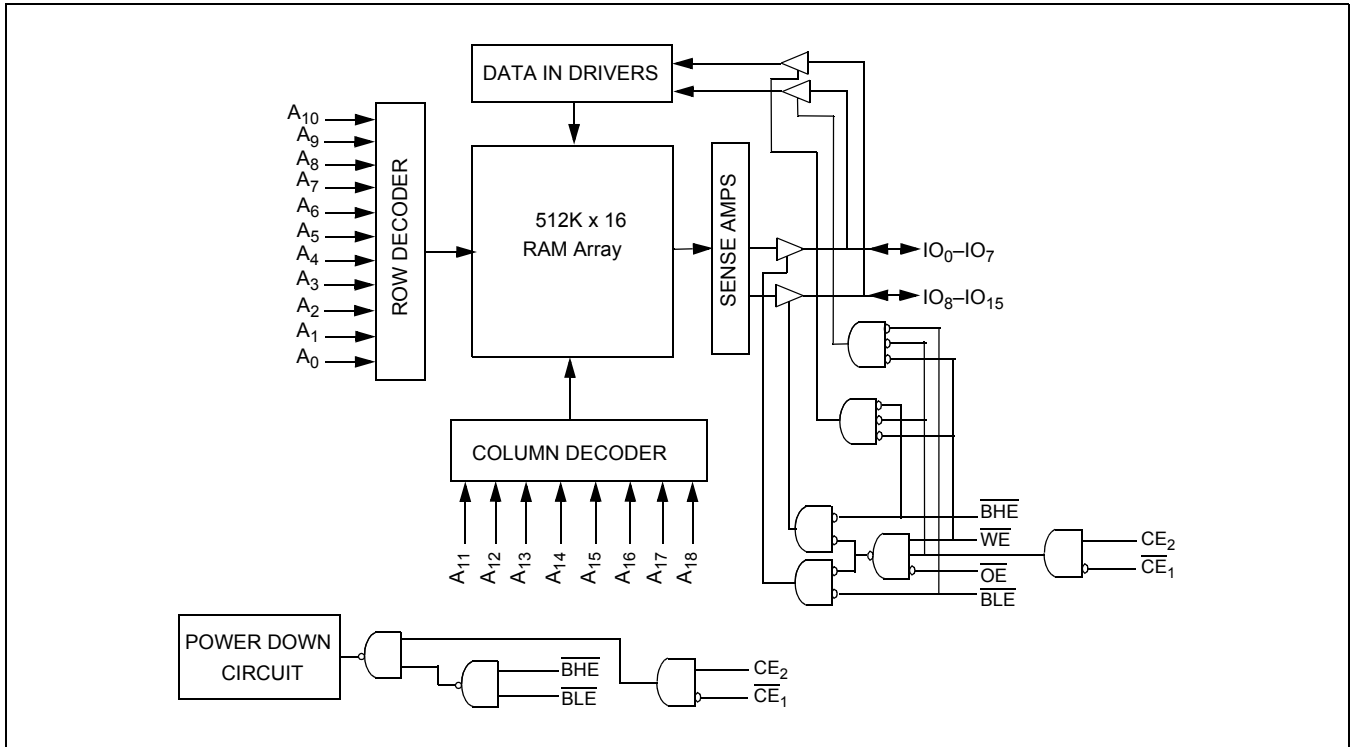 DATA IN DRIVERS
A10
A9
A8
A7
A6
A5
A4
A3
A2
A1
A0
ROW DECODER
512K x 16
RAM Array
SENSE AMPS
IO0–IO7
IO8–IO15
COLUMN DECODER
A11
A12
A13
A14
A15
A16
A17
A18
BHE
WE
OE
BLE
CE2
CE1
POWER DOWN
CIRCUIT
BHE
BLE
CE2
CE1